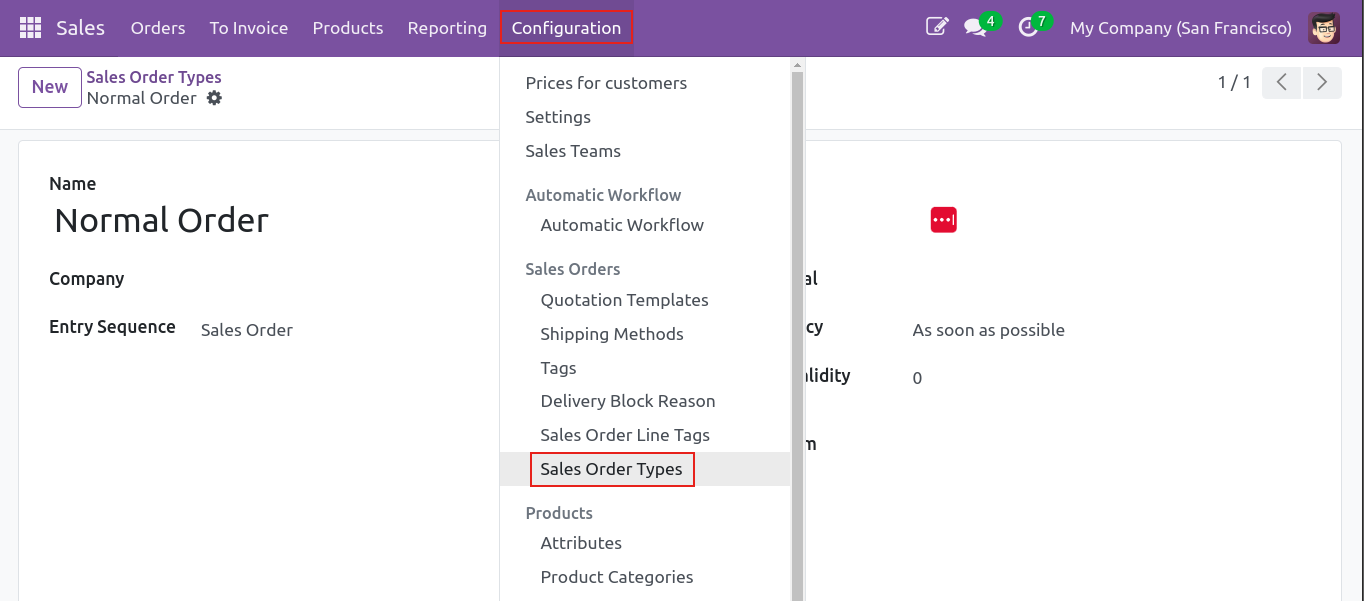 Sales Orders To Invoice Products Reporting Configuration 4 7 My Company (San Francisco)
New Sales Order Types
Normal Order
1 / 1
Prices for customers
Settings
Sales Teams
Automatic Workflow
Automatic Workflow
Sales Orders
Quotation Templates
Shipping Methods
Tags
Delivery Block Reason
Sales Order Line Tags
Sales Order Types
Products
Attributes
Product Categories
Name
Normal Order
Company
Entry Sequence Sales Order
al
cy As soon as possible
alidity 0
m